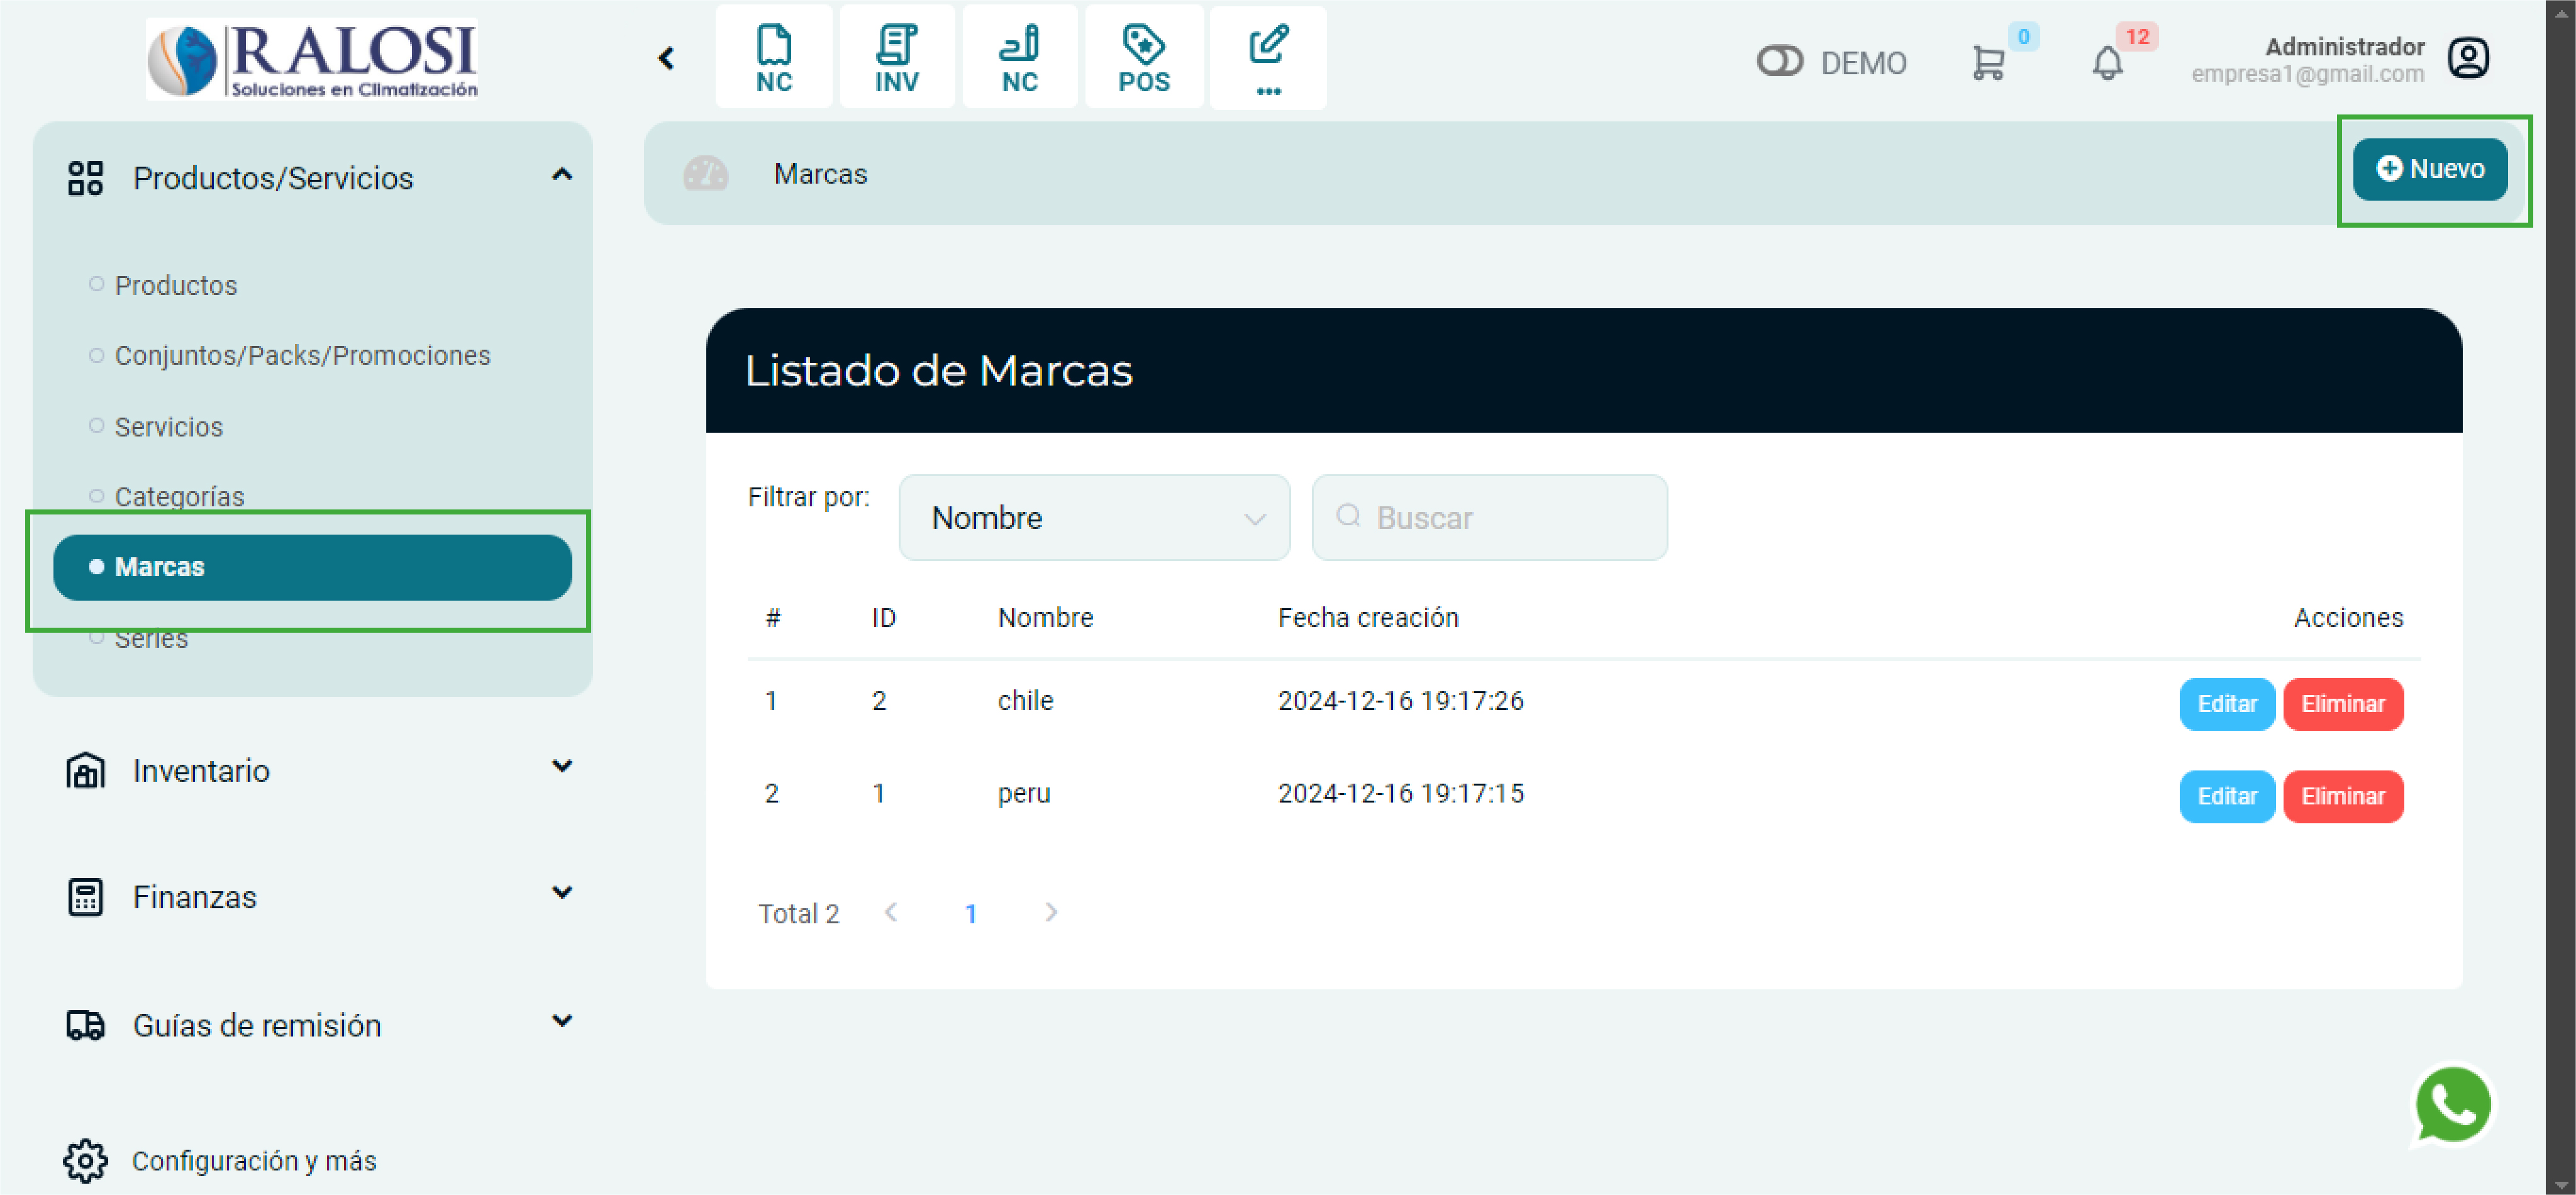 RALOSI
Soluciones en Climatización
NC
INV
NC
POS
...
DEMO
0
12
Administrador
empresa1@gmail.com
Productos/Servicios
Productos
Conjuntos/Packs/Promociones
Servicios
Categorías
Marcas
Series
Inventario
Finanzas
Guías de remisión
Configuración y más
Marcas
Nuevo
Listado de Marcas
Filtrar por: Nombre Buscar
# ID Nombre Fecha creación Acciones
1 2 chile 2024-12-16 19:17:26 Editar Eliminar
2 1 peru 2024-12-16 19:17:15 Editar Eliminar
Total 2 < 1 >